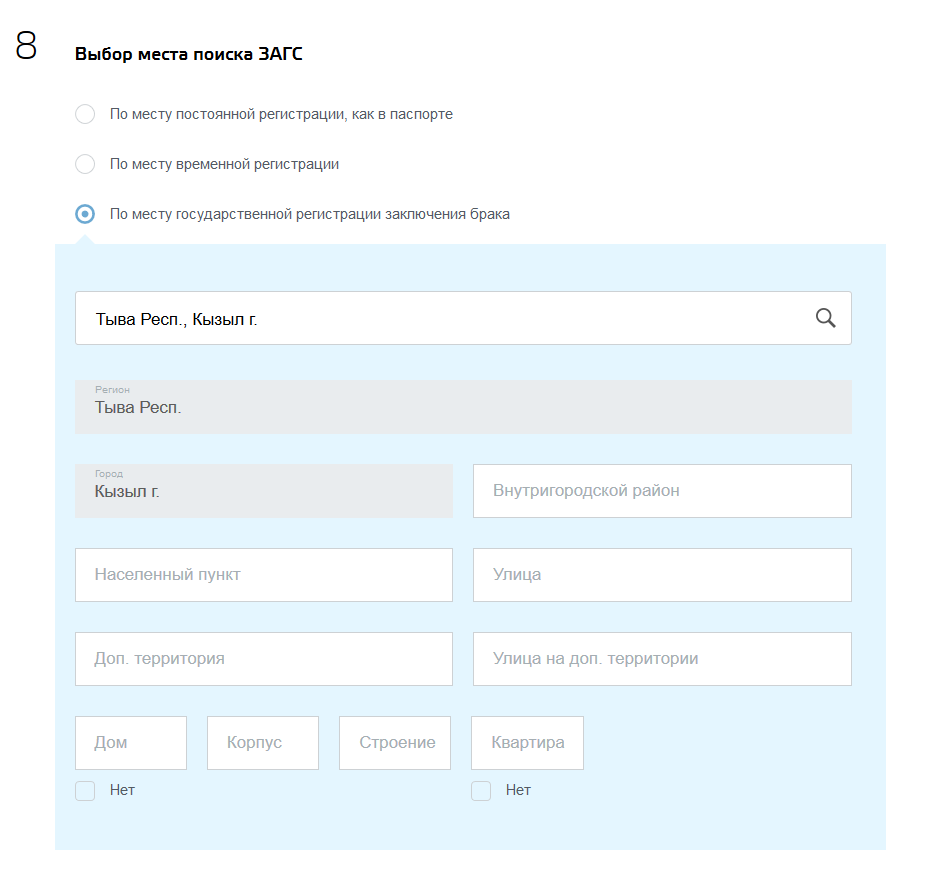 8
Выбор места поиска ЗАГС
По месту постоянной регистрации, как в паспорте
По месту временной регистрации
По месту государственной регистрации заключения брака
Тыва Респ., Кызыл г.
Регион
Тыва Респ.
Город
Кызыл г.
Внутригородской район
Населенный пункт
Улица
Доп. территория
Улица на доп. территории
Дом
Корпус
Строение
Квартира
Нет
Нет